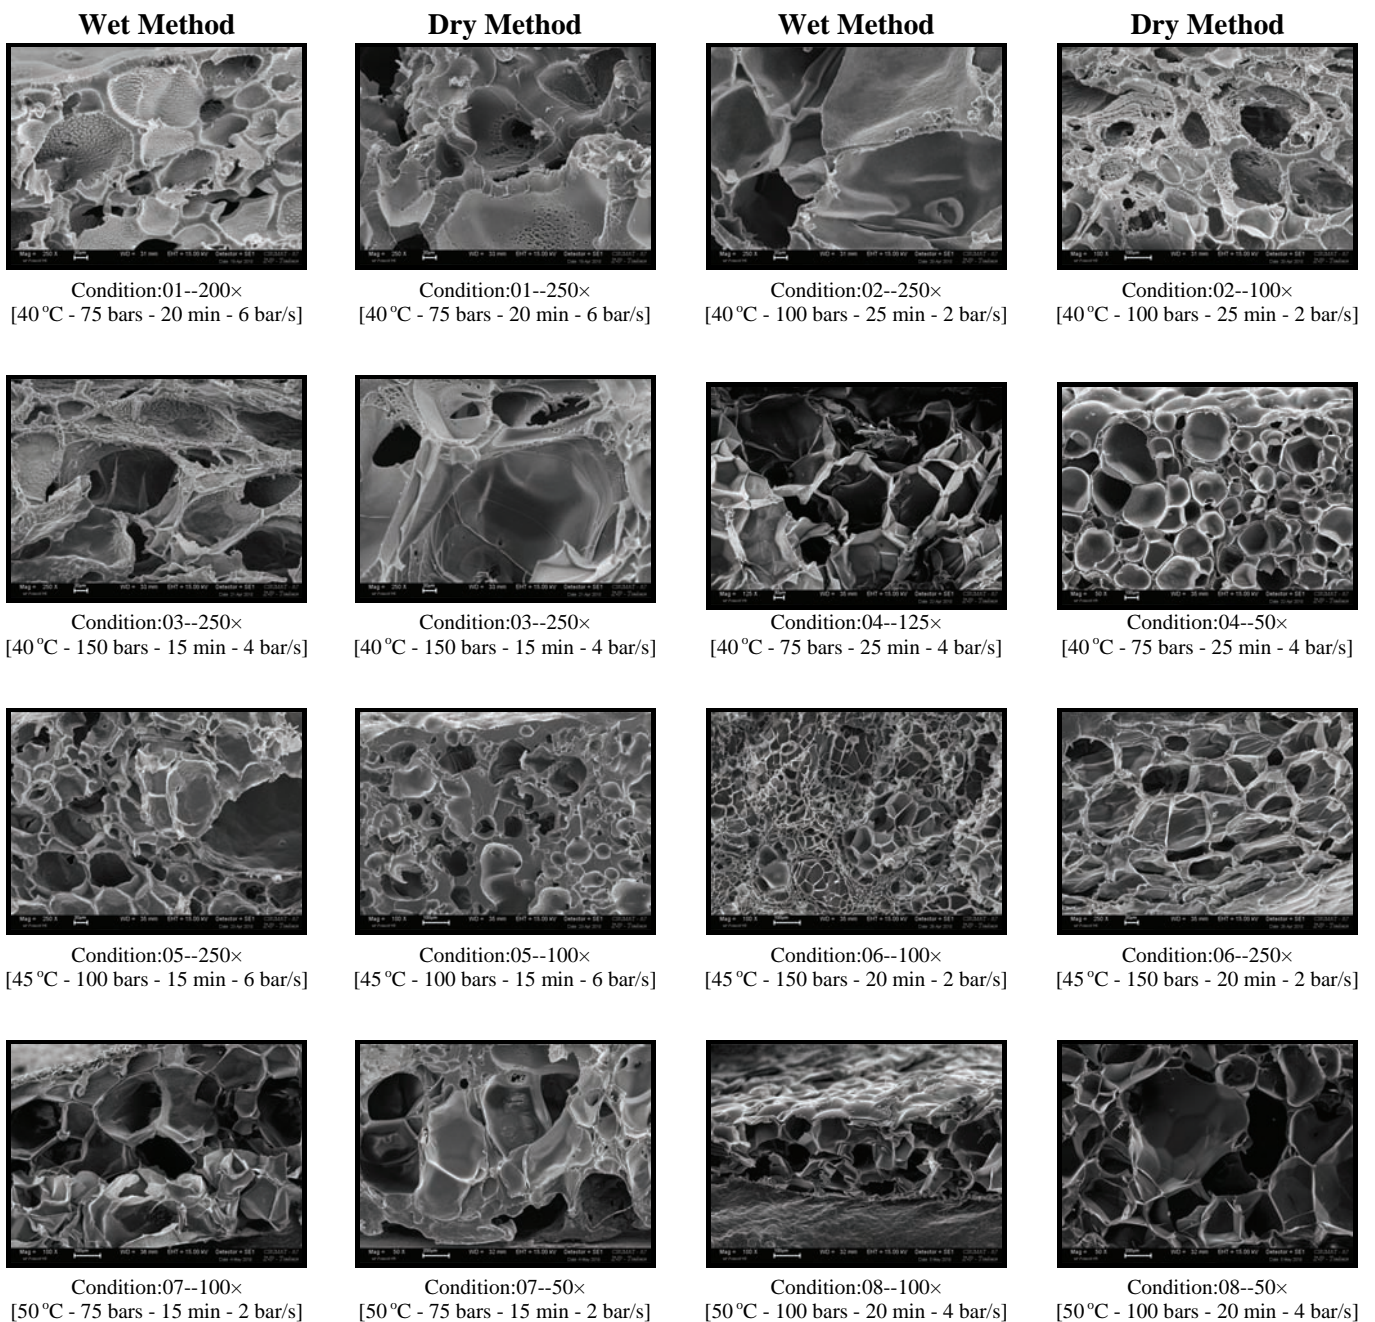 Wet Method Dry Method Wet Method Dry Method
Condition:01--200× Condition:01--250× Condition:02--250× Condition:02--100×
[40 °C - 75 bars - 20 min - 6 bar/s] [40 °C - 75 bars - 20 min - 6 bar/s] [40 °C - 100 bars - 25 min - 2 bar/s] [40 °C - 100 bars - 25 min - 2 bar/s]
Condition:03--250× Condition:03--250× Condition:04--125× Condition:04--50×
[40 °C - 150 bars - 15 min - 4 bar/s] [40 °C - 150 bars - 15 min - 4 bar/s] [40 °C - 75 bars - 25 min - 4 bar/s] [40 °C - 75 bars - 25 min - 4 bar/s]
Condition:05--250× Condition:05--100× Condition:06--100× Condition:06--250×
[45 °C - 100 bars - 15 min - 6 bar/s] [45 °C - 100 bars - 15 min - 6 bar/s] [45 °C - 150 bars - 20 min - 2 bar/s] [45 °C - 150 bars - 20 min - 2 bar/s]
Condition:07--100× Condition:07--50× Condition:08--100× Condition:08--50×
[50 °C - 75 bars - 15 min - 2 bar/s] [50 °C - 75 bars - 15 min - 2 bar/s] [50 °C - 100 bars - 20 min - 4 bar/s] [50 °C - 100 bars - 20 min - 4 bar/s]